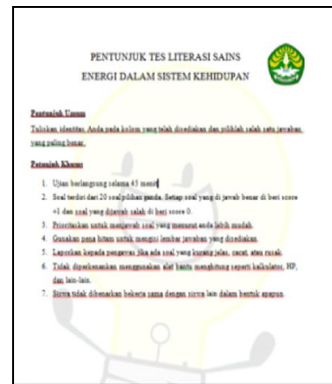 PENTUNJUK TES LITERASI SAINS
ENERGI DALAM SISTEM KEHIDUPAN
Pentunjuk Umum
Tuliskan identitas Anda pada kolom yang telah disediakan dan pilihlah salah satu jawaban
yang paling benar.
Petunjuk Khusus
1. Ujian berlangsung selama 45 menit
2. Soal terdiri dari 20 soal pilihan ganda. Setiap soal yang di jawab benar di beri score
+1 dan soal yang dijawab salah di beri score 0.
3. Prioritaskan untuk menjawab soal yang menurut anda lebih mudah.
4. Gunakan pena hitam untuk mengisi lembar jawaban yang disediakan.
5. Laporkan kepada pengawas jika ada soal yang kurang jelas, cacat, atau rusak.
6. Tidak diperkenankan menggunakan alat bantu menghitung seperti kalkulator, HP,
dan lain-lain.
7. Siswa tidak dibenarkan bekerja sama dengan siswa lain dalam bentuk apapun.